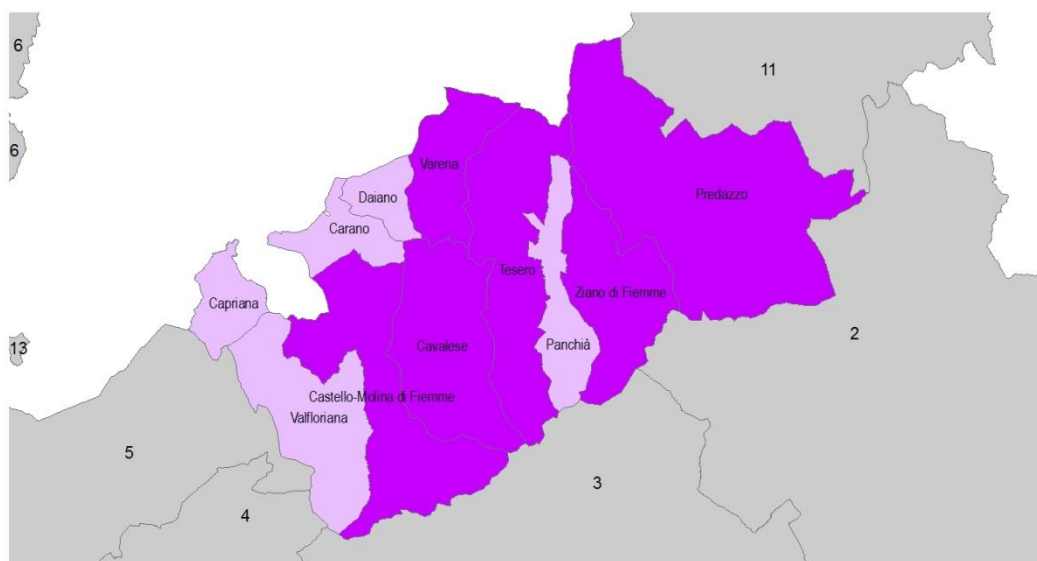 6
11
6
Varena
Daiano
Predazzo
Carano
Tesero
Ziano di Fiemme
Capriana
2
13
Cavalese
Panchià
Castello-Molina di Fiemme
Valfloriana
5
3
4